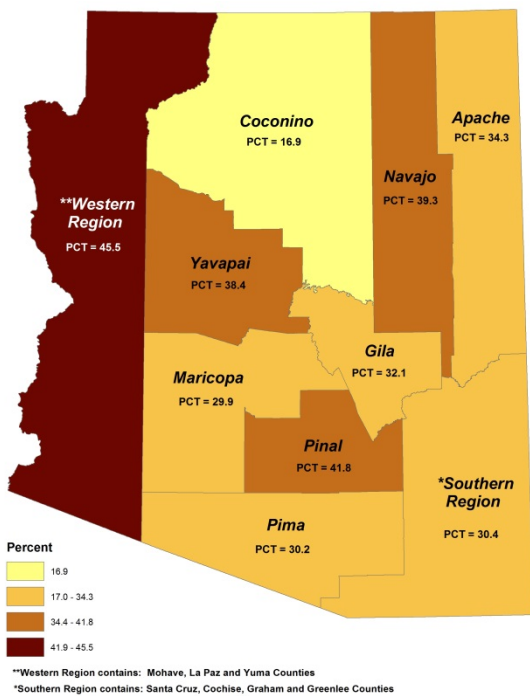 Coconino
PCT = 16.9
Apache
PCT = 34.3
Navajo
PCT = 39.3
**Western
Region
PCT = 45.5
Yavapai
PCT = 38.4
Gila
PCT = 32.1
Maricopa
PCT = 29.9
Pinal
PCT = 41.8
*Southern
Region
PCT = 30.4
Pima
PCT = 30.2
Percent
16.9
17.0 - 34.3
34.4 - 41.8
41.9 - 45.5
**Western Region contains: Mohave, La Paz and Yuma Counties
*Southern Region contains: Santa Cruz, Cochise, Graham and Greenlee Counties